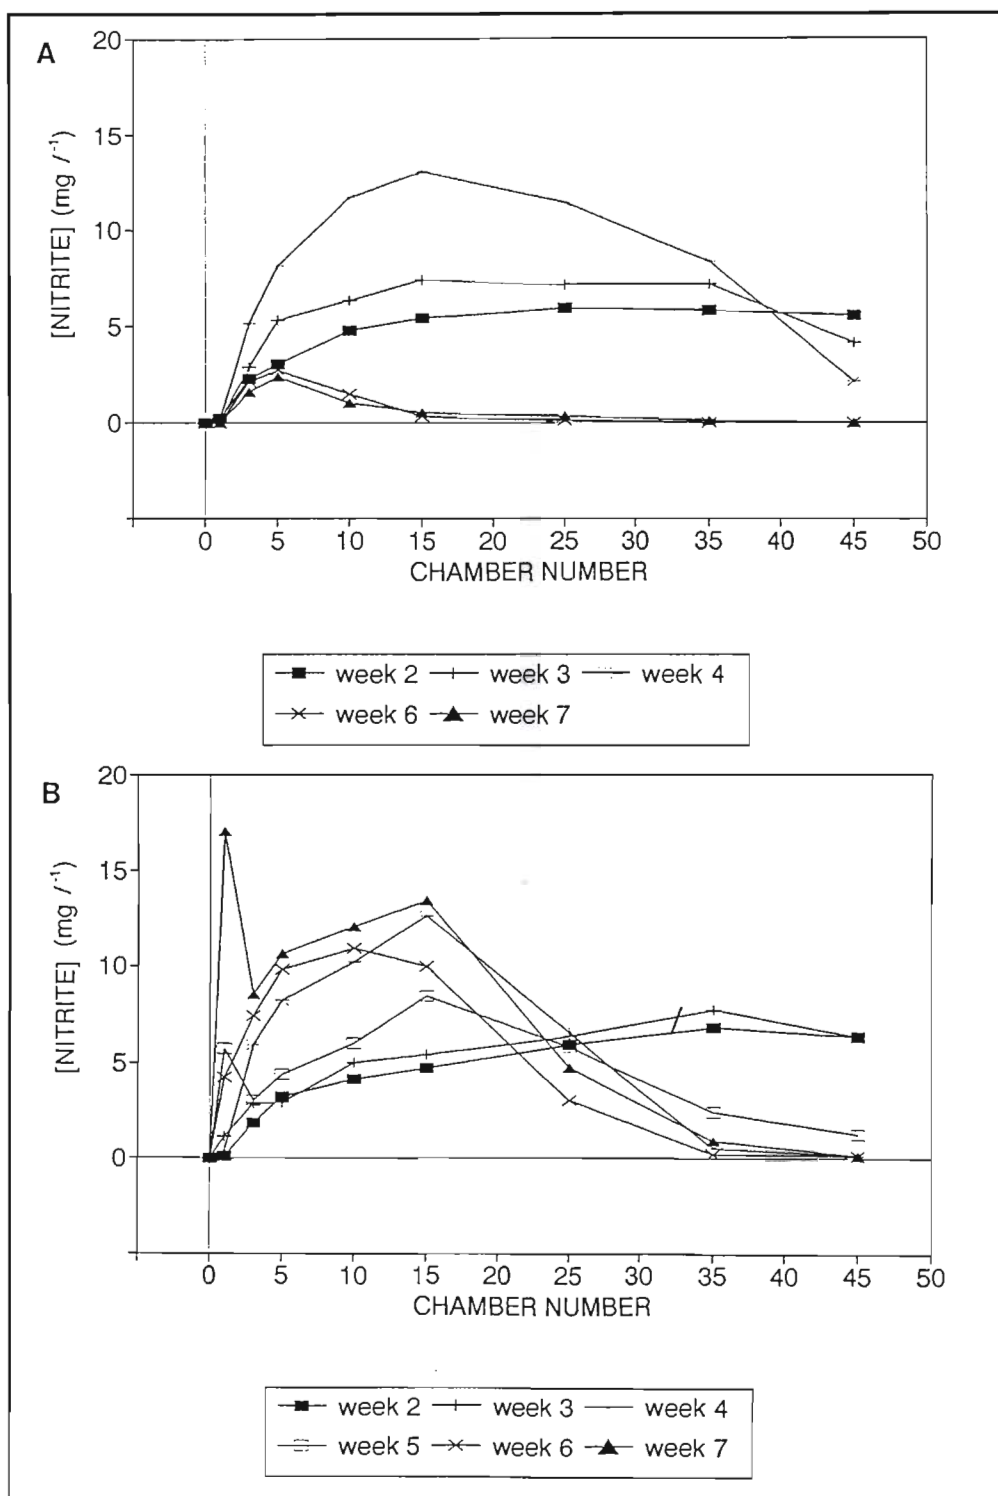 A
[NITRITE] (mg /⁻¹)
20
15
10
5
0
0 5 10 15 20 25 30 35 40 45 50
CHAMBER NUMBER
week 2 week 3 week 4
week 6 week 7
B
[NITRITE] (mg /⁻¹)
20
15
10
5
0
0 5 10 15 20 25 30 35 40 45 50
CHAMBER NUMBER
week 2 week 3 week 4
week 5 week 6 week 7